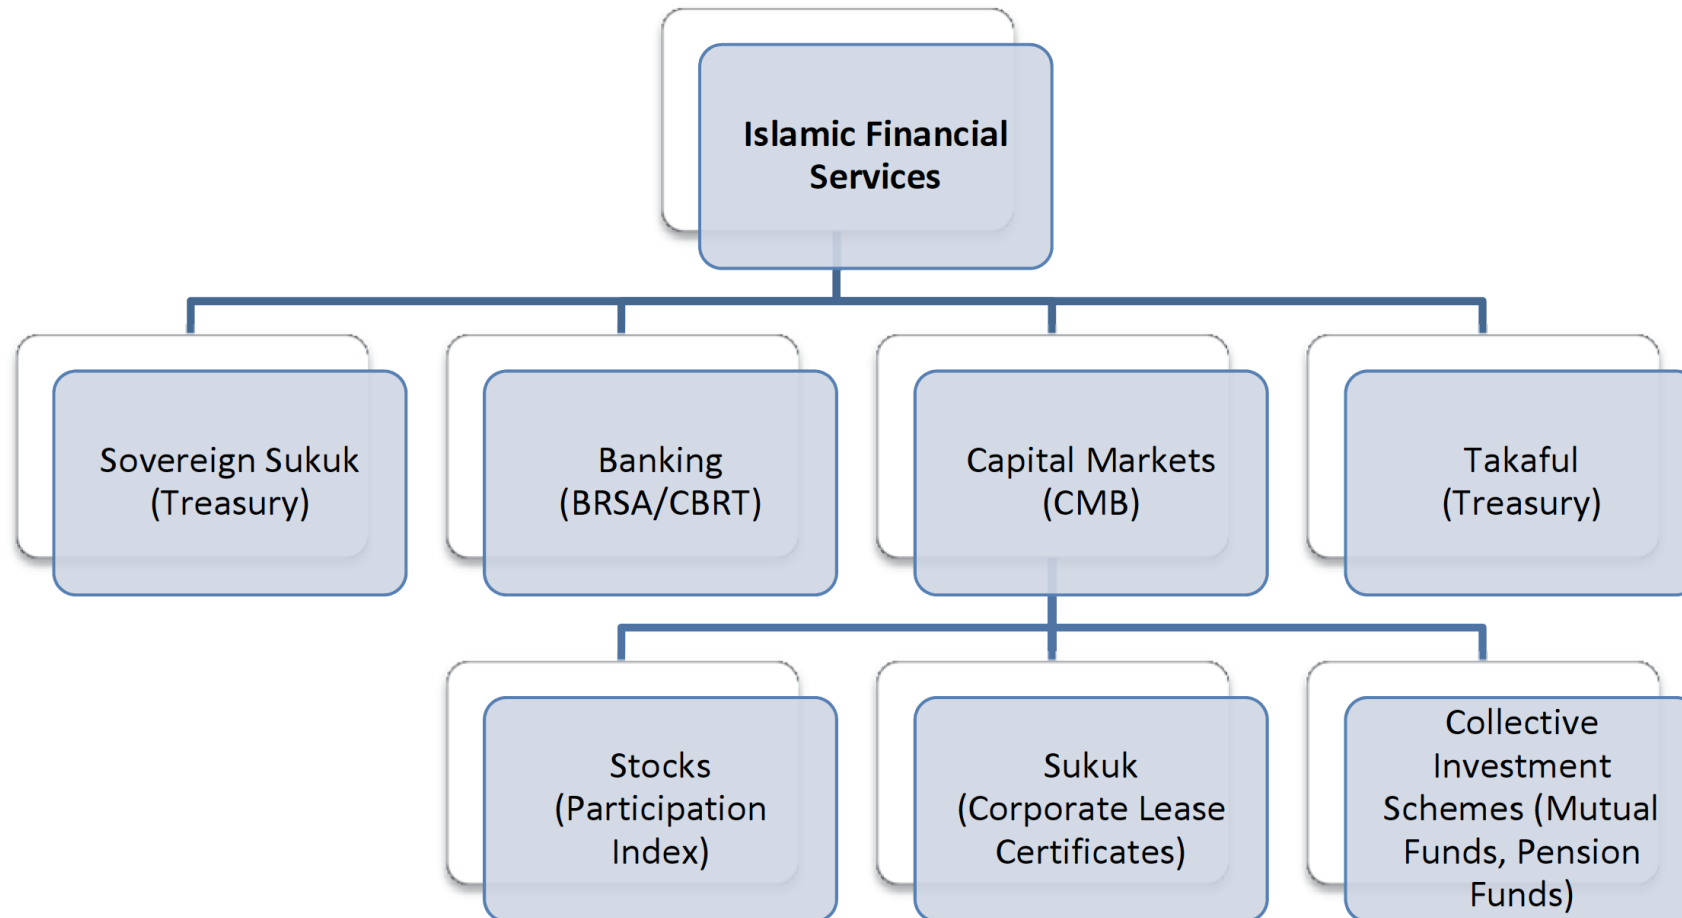 Islamic Financial
Services
Sovereign Sukuk
(Treasury)
Banking
(BRSA/CBRT)
Capital Markets
(CMB)
Takaful
(Treasury)
Stocks
(Participation
Index)
Sukuk
(Corporate Lease
Certificates)
Collective
Investment
Schemes (Mutual
Funds, Pension
Funds)